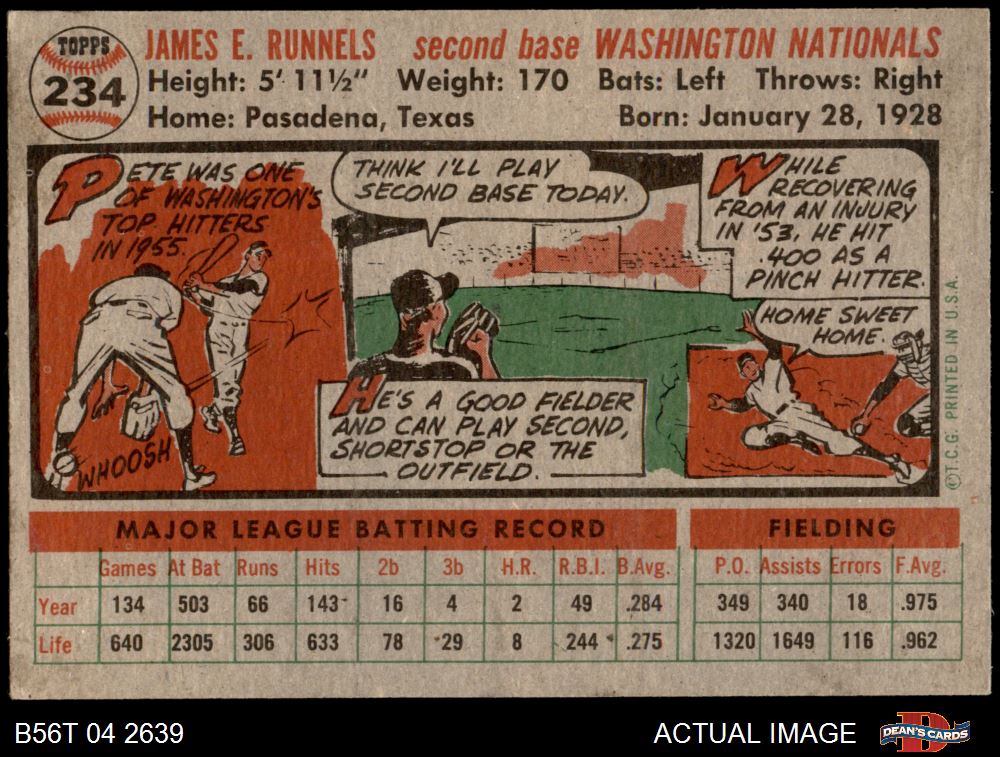 TOPPS
234
JAMES E. RUNNELS second base WASHINGTON NATIONALS
Height: 5' 11½" Weight: 170 Bats: Left Throws: Right
Home: Pasadena, Texas Born: January 28, 1928
PETE WAS ONE
OF WASHINGTON'S
TOP HITTERS
IN 1955.
WHOOSH
THINK I'LL PLAY
SECOND BASE TODAY.
HE'S A GOOD FIELDER
AND CAN PLAY SECOND,
SHORTSTOP OR THE
OUTFIELD.
WHILE
RECOVERING
FROM AN INJURY
IN '53, HE HIT
.400 AS A
PINCH HITTER.
HOME SWEET
HOME.
©T.C.G. PRINTED IN U.S.A.
MAJOR LEAGUE BATTING RECORD FIELDING
Games At Bat Runs Hits 2b 3b H.R. R.B.I. B.Avg. P.O. Assists Errors F.Avg.
Year 134 503 66 143 16 4 2 49 .284 349 340 18 .975
Life 640 2305 306 633 78 29 8 244 .275 1320 1649 116 .962
B56T 04 2639 ACTUAL IMAGE DEAN'S CARDS